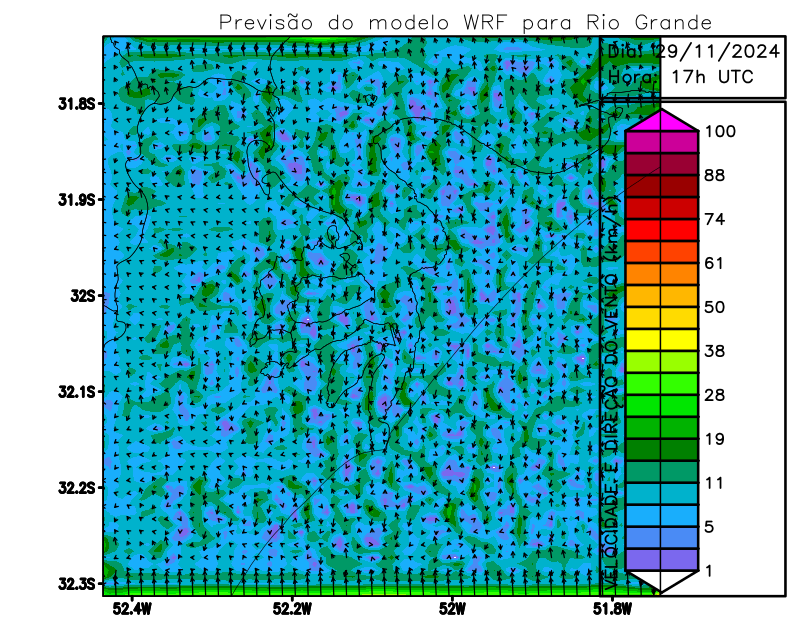 Previsão do modelo WRF para Rio Grande
Dia: 29/11/2024
Hora: 17h UTC
31.8S
31.9S
32S
32.1S
32.2S
32.3S
52.4W
52.2W
52W
51.8W
VELOCIDADE E DIREÇÃO DO VENTO (km/h)
100
88
74
61
50
38
28
19
11
5
1